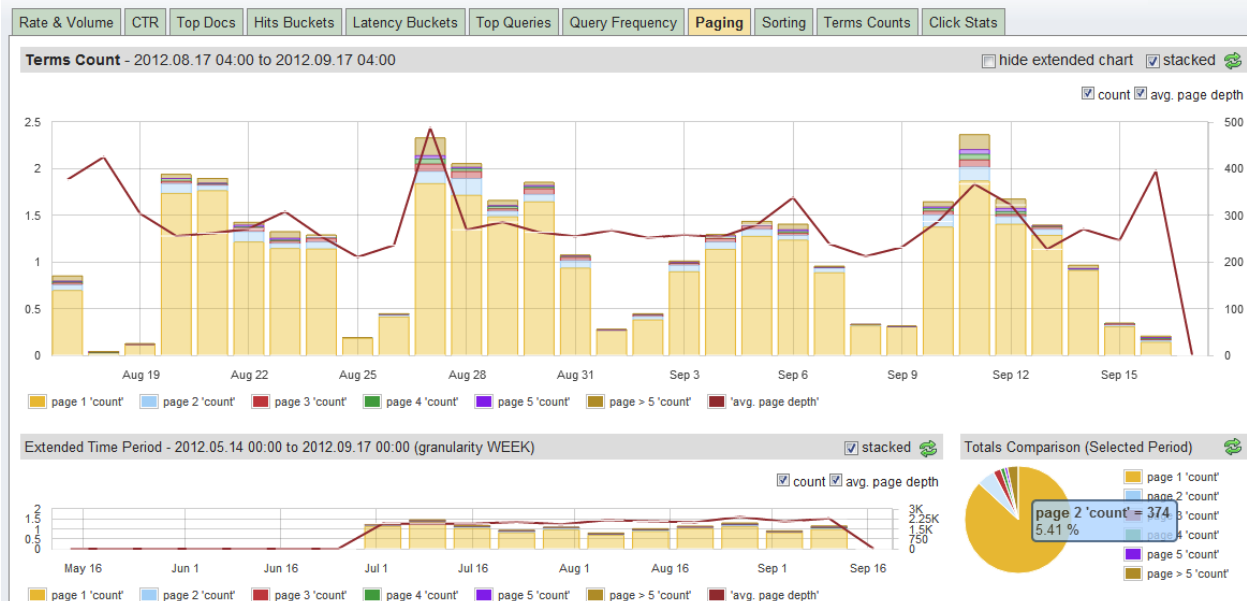 Rate & Volume CTR Top Docs Hits Buckets Latency Buckets Top Queries Query Frequency Paging Sorting Terms Counts Click Stats
Terms Count - 2012.08.17 04:00 to 2012.09.17 04:00 hide extended chart stacked
count avg. page depth
2.5 500
2 400
1.5 300
1 200
0.5 100
0 0
Aug 19 Aug 22 Aug 25 Aug 28 Aug 31 Sep 3 Sep 6 Sep 9 Sep 12 Sep 15
page 1 'count' page 2 'count' page 3 'count' page 4 'count' page 5 'count' page > 5 'count' 'avg. page depth'
Extended Time Period - 2012.05.14 00:00 to 2012.09.17 00:00 (granularity WEEK) stacked
count avg. page depth
2 3K
1.5 2.25K
1 1.5K
0.5 750
0 0
May 16 Jun 1 Jun 16 Jul 1 Jul 16 Aug 1 Aug 16 Sep 1 Sep 16
page 1 'count' page 2 'count' page 3 'count' page 4 'count' page 5 'count' page > 5 'count' 'avg. page depth'
Totals Comparison (Selected Period)
page 1 'count'
page 2 'count'
page 3 'count'
page 4 'count'
page 5 'count'
page > 5 'count'
page 2 'count' = 374
5.41 %